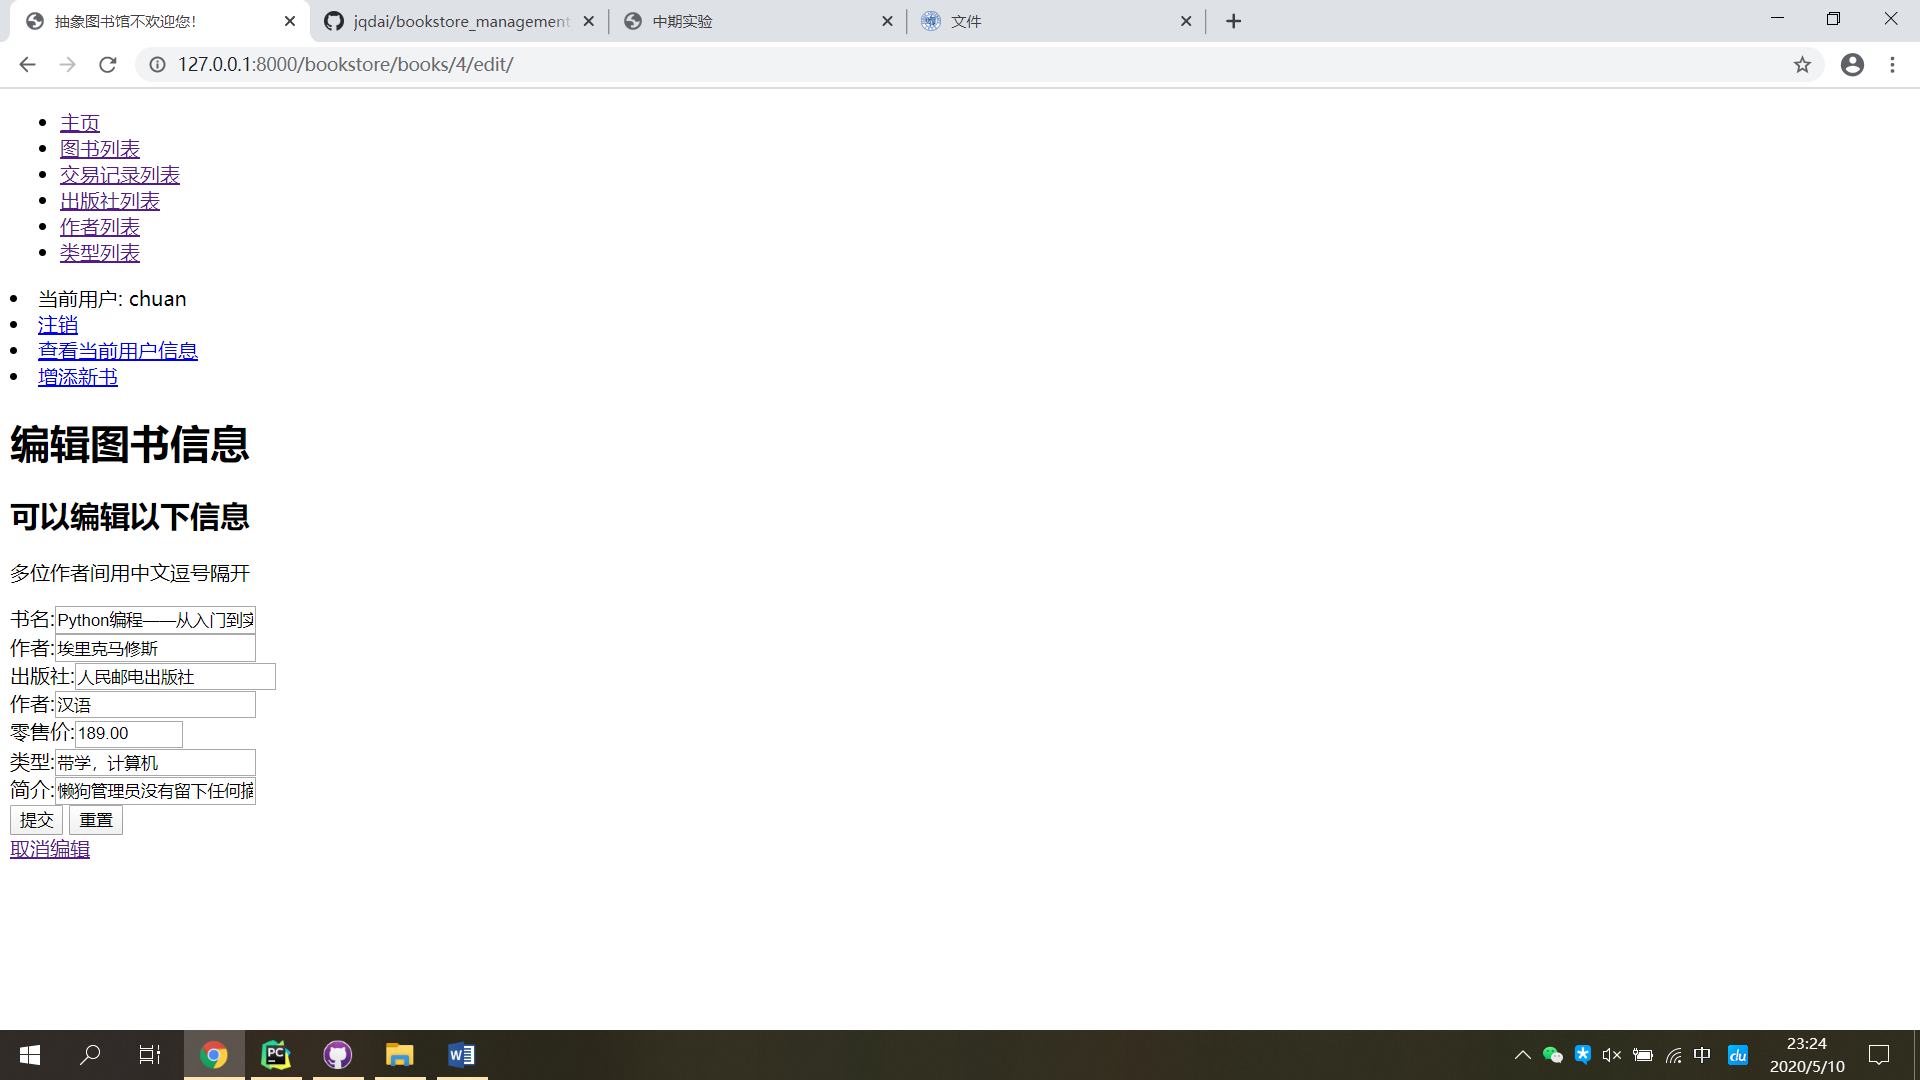 抽象图书馆不欢迎您!
jqdai/bookstore_management
中期实验
文件
127.0.0.1:8000/bookstore/books/4/edit/
主页
图书列表
交易记录列表
出版社列表
作者列表
类型列表
当前用户: chuan
注销
查看当前用户信息
增添新书
编辑图书信息
可以编辑以下信息
多位作者间用中文逗号隔开
书名:Python编程——从入门到实
作者:埃里克马修斯
出版社:人民邮电出版社
作者:汉语
零售价:189.00
类型:带学，计算机
简介:懒狗管理员没有留下任何摘
提交 重置
取消编辑
PC
W
中
du
23:24
2020/5/10